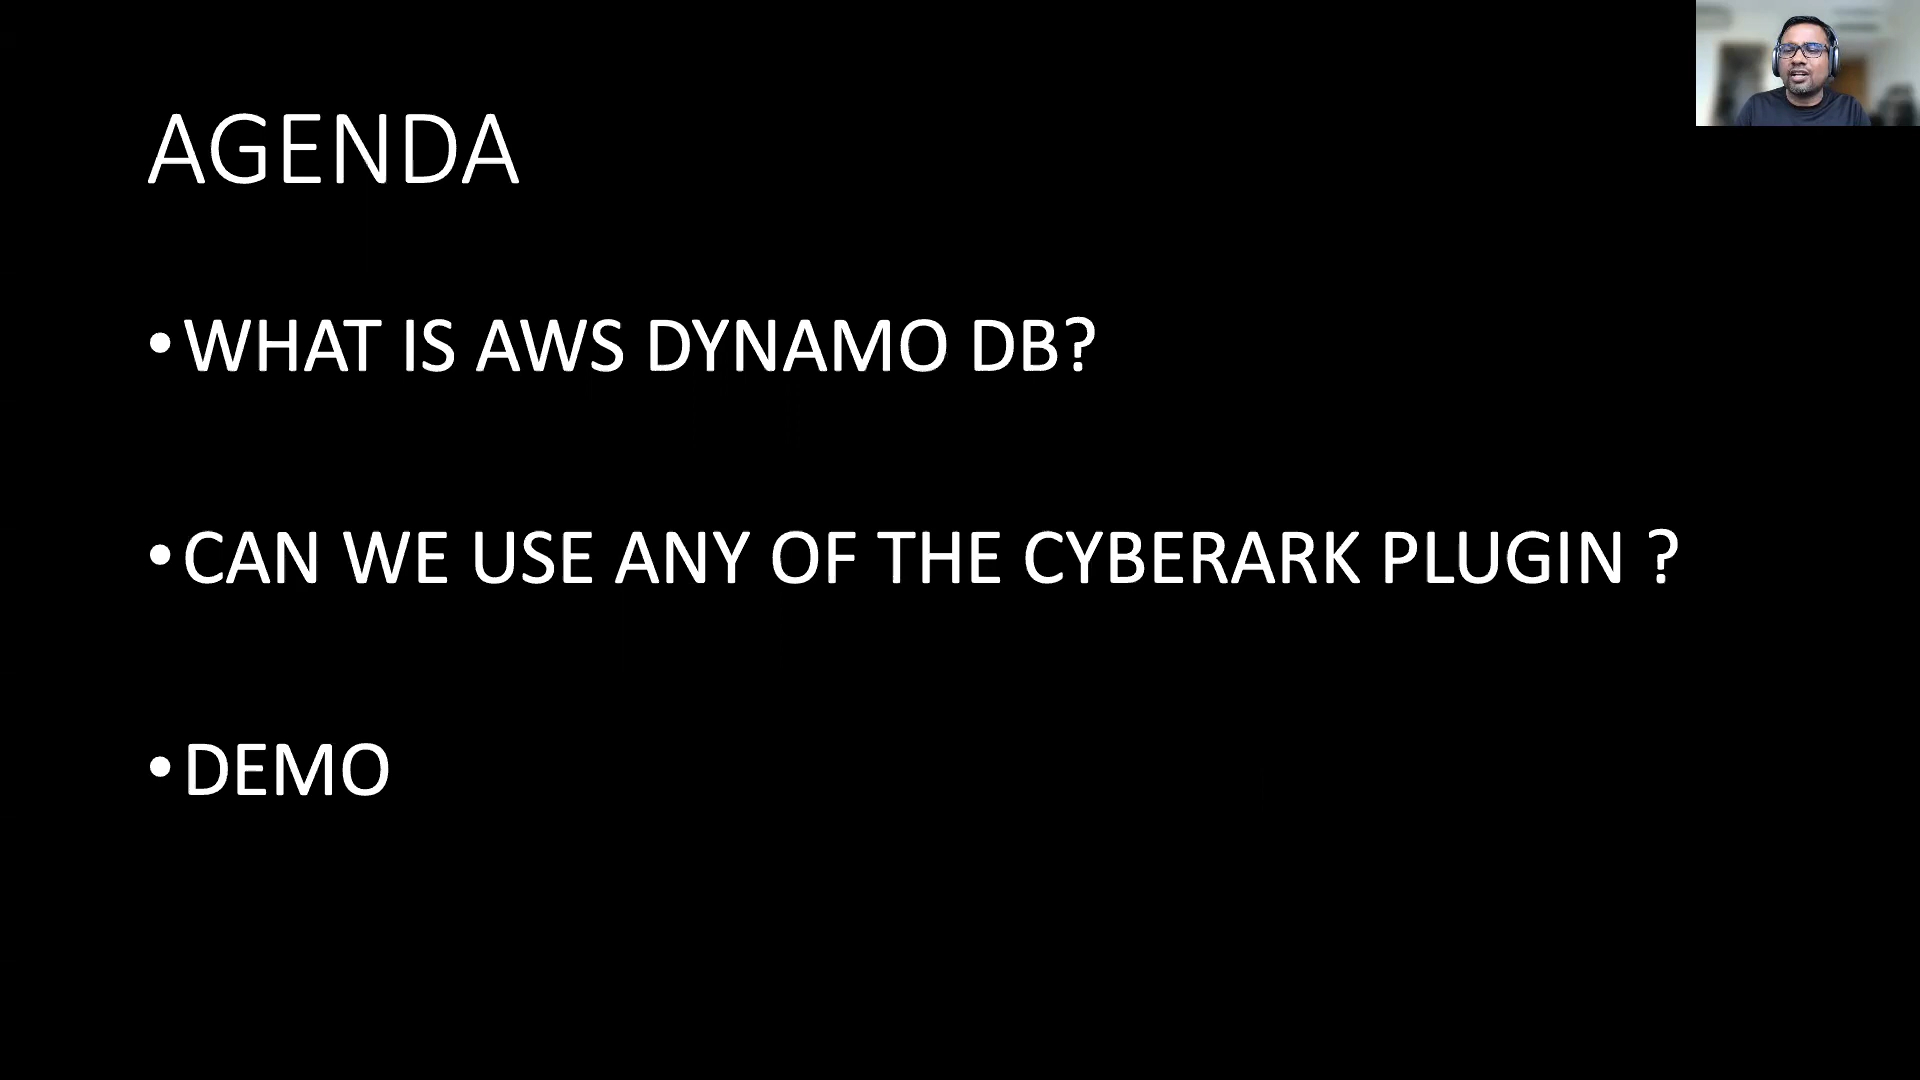 AGENDA
• WHAT IS AWS DYNAMO DB?
• CAN WE USE ANY OF THE CYBERARK PLUGIN ?
• DEMO